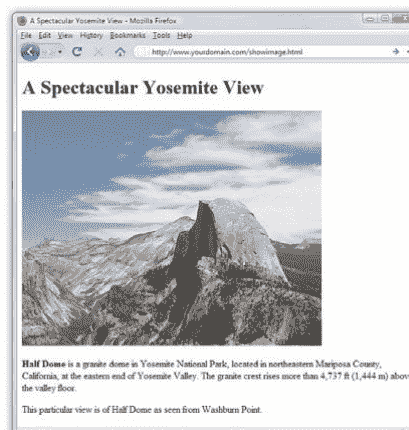 A Spectacular Yosemite View - Mozilla Firefox
File Edit View History Bookmarks Tools Help
http://www.yourdomain.com/showimage.html
A Spectacular Yosemite View
Half Dome is a granite dome in Yosemite National Park, located in northeastern Mariposa County,
California, at the eastern end of Yosemite Valley. The granite crest rises more than 4,737 ft (1,444 m) abov
the valley floor.
This particular view is of Half Dome as seen from Washburn Point.